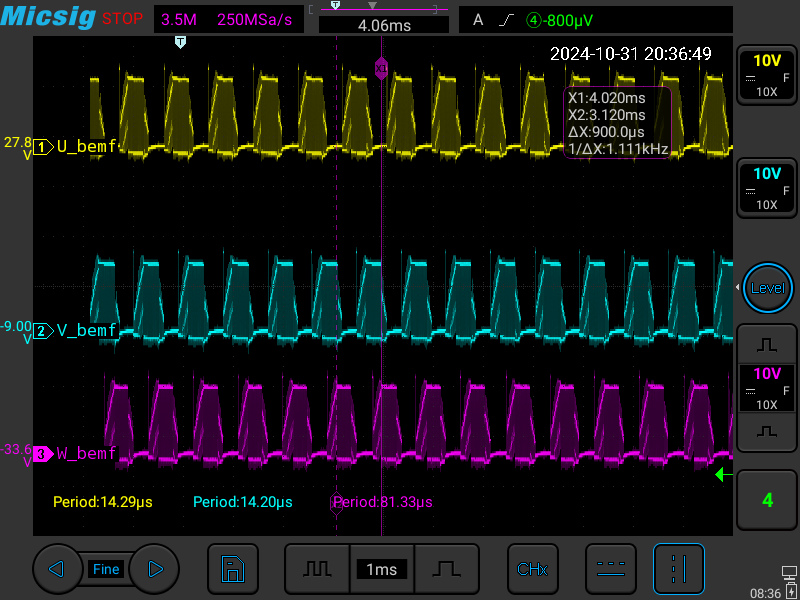 Micsig STOP 3.5M 250MSa/s T 4.06ms A 4 -800µV
T
2024-10-31 20:36:49
10V
F
10X
X1:4.020ms
X2:3.120ms
ΔX:900.0µs
1/ΔX:1.111kHz
27.8
V
1 U_bemf
10V
F
10X
Level
-9.00
V
2 V_bemf
10V
F
10X
-33.6
V
3 W_bemf
Period:14.29µs Period:14.20µs Period:81.33µs
4
Fine 1ms CHx
08:36